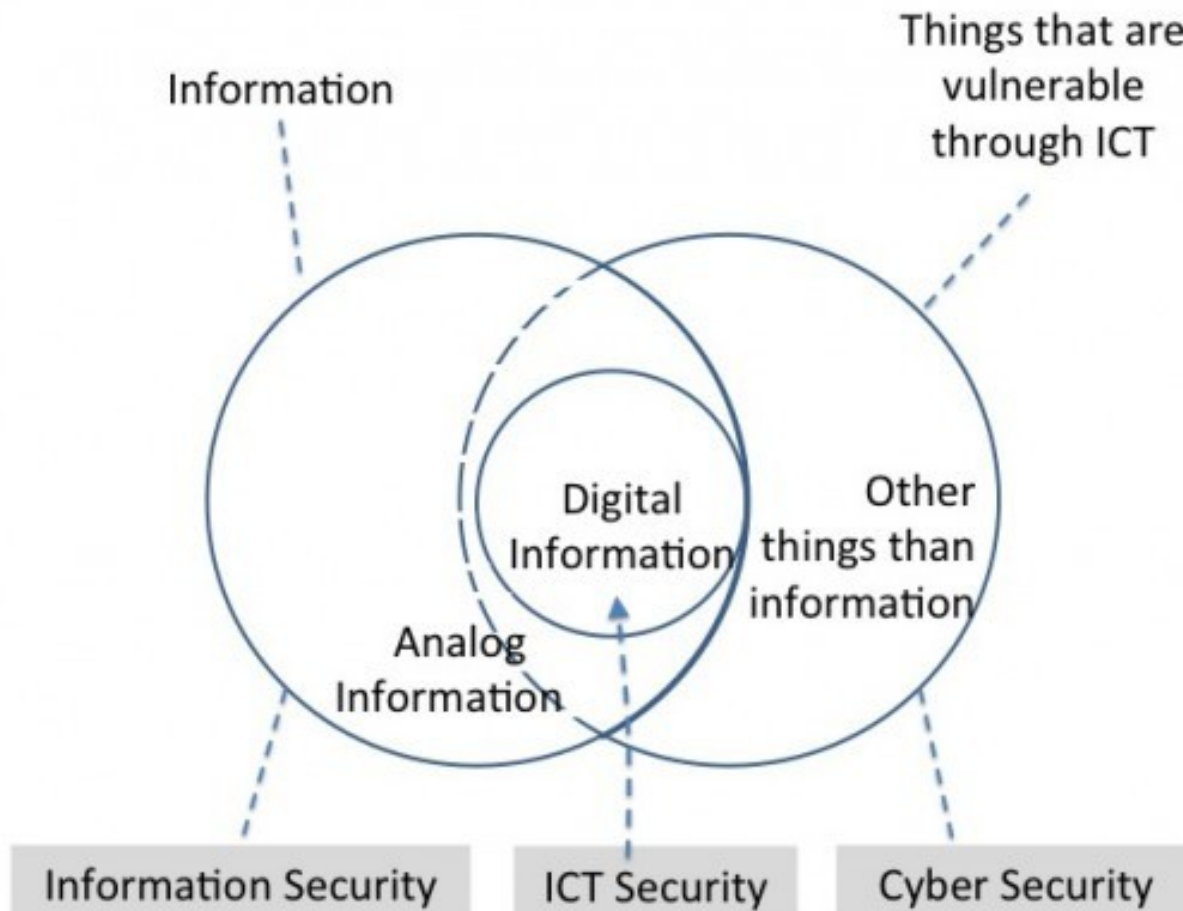 Information
Things that are
vulnerable
through ICT
Digital
Information
Other
things than
information
Analog
Information
Information Security
ICT Security
Cyber Security